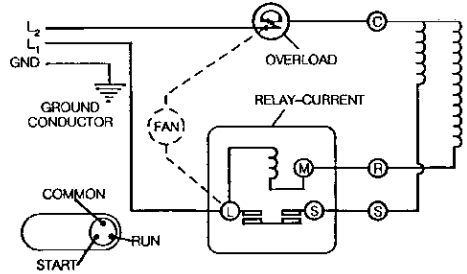 L2
L1
GND
GROUND
CONDUCTOR
OVERLOAD
C
RELAY-CURRENT
FAN
M
R
L
S
S
COMMON
START
RUN